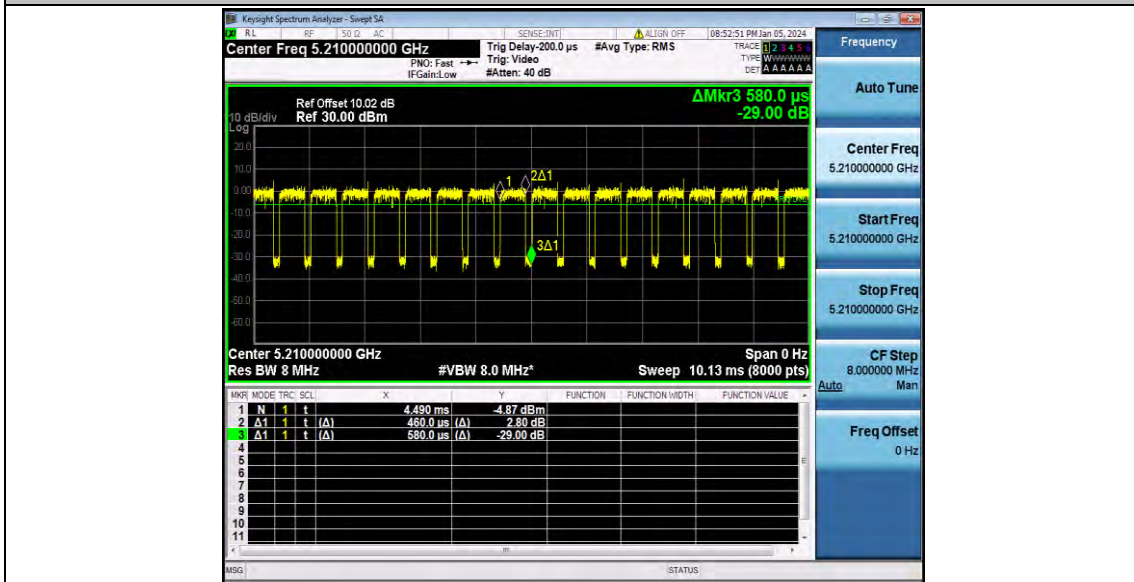 Keysight Spectrum Analyzer - Swept SA
RL RF 50 Ω AC SENSE:INT ALIGN OFF 08:52:51 PM Jan 05, 2024
Center Freq 5.210000000 GHz
PNO: Fast
IFGain:Low
Trig Delay-200.0 µs
Trig: Video
#Atten: 40 dB
#Avg Type: RMS
TRACE 1 2 3 4 5 6
TYPE
DET A A A A A A
ΔMkr3 580.0 µs
-29.00 dB
Ref Offset 10.02 dB
10 dB/div Ref 30.00 dBm
Log
20.0
10.0
0.00
-10.0
-20.0
-30.0
-40.0
-50.0
-60.0
1
2Δ1
3Δ1
Center 5.210000000 GHz Span 0 Hz
Res BW 8 MHz #VBW 8.0 MHz* Sweep 10.13 ms (8000 pts)
MKR MODE TRC SCL X Y FUNCTION FUNCTION WIDTH FUNCTION VALUE
1 N 1 t 4.490 ms -4.87 dBm
2 Δ1 1 t (Δ) 460.0 µs (Δ) 2.80 dB
3 Δ1 1 t (Δ) 580.0 µs (Δ) -29.00 dB
4
5
6
7
8
9
10
11
MSG STATUS
Frequency
Auto Tune
Center Freq
5.210000000 GHz
Start Freq
5.210000000 GHz
Stop Freq
5.210000000 GHz
CF Step
8.000000 MHz
Auto Man
Freq Offset
0 Hz